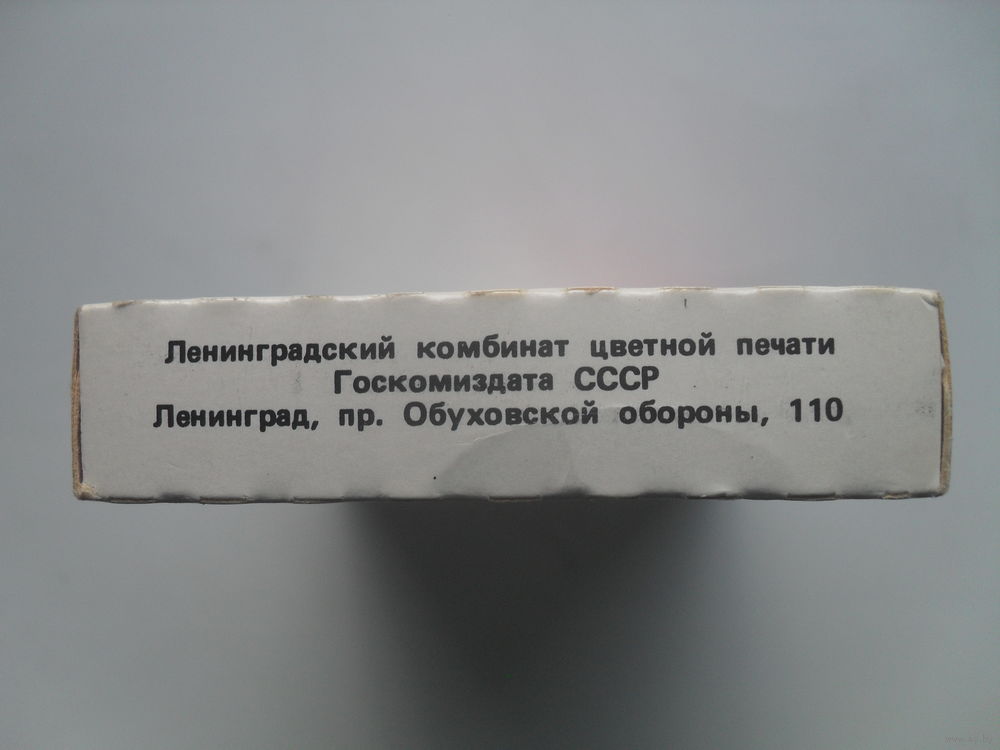 Ленинградский комбинат цветной печати
Госкомиздата СССР
Ленинград, пр. Обуховской обороны, 110